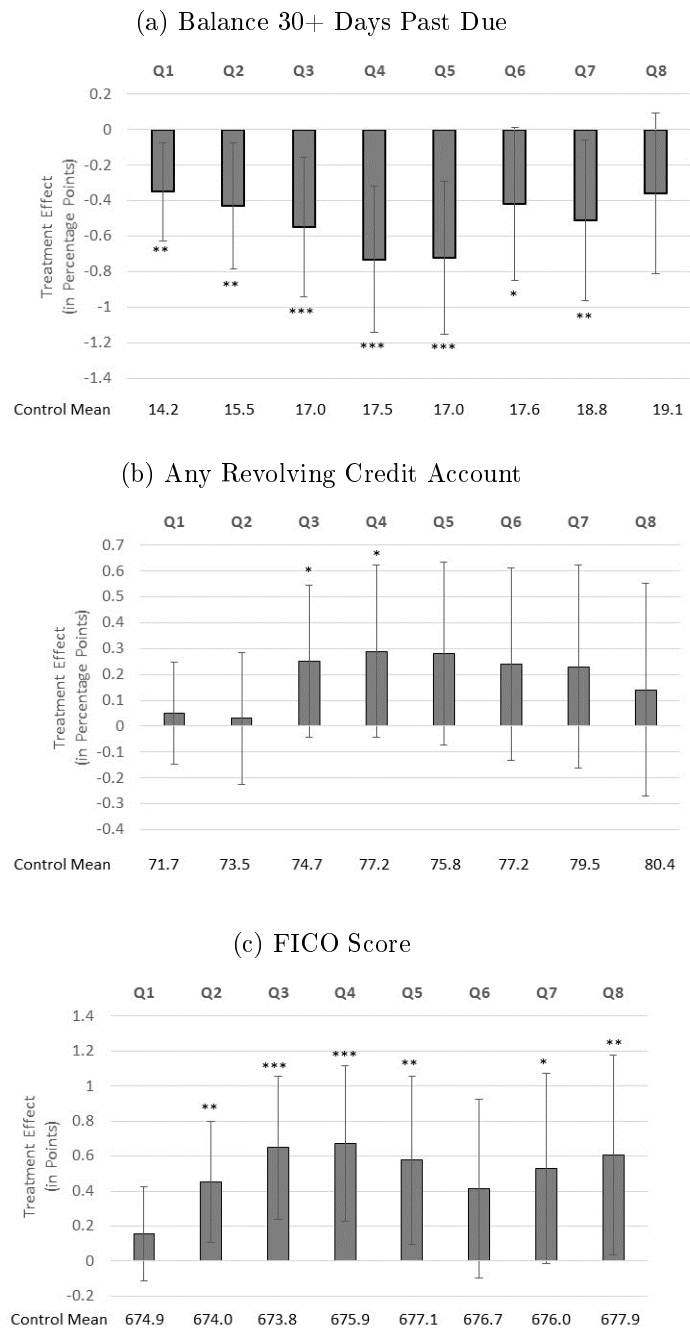 (a) Balance 30+ Days Past Due
Q1 Q2 Q3 Q4 Q5 Q6 Q7 Q8
Treatment Effect
(in Percentage Points)
0.2
0
-0.2
-0.4
-0.6
-0.8
-1
-1.2
-1.4
** ** *** *** *** * **
Control Mean 14.2 15.5 17.0 17.5 17.0 17.6 18.8 19.1
(b) Any Revolving Credit Account
Q1 Q2 Q3 Q4 Q5 Q6 Q7 Q8
Treatment Effect
(in Percentage Points)
0.7
0.6
0.5
0.4
0.3
0.2
0.1
0
-0.1
-0.2
-0.3
-0.4
* *
Control Mean 71.7 73.5 74.7 77.2 75.8 77.2 79.5 80.4
(c) FICO Score
Q1 Q2 Q3 Q4 Q5 Q6 Q7 Q8
Treatment Effect
(in Points)
1.4
1.2
1
0.8
0.6
0.4
0.2
0
-0.2
** *** *** ** * **
Control Mean 674.9 674.0 673.8 675.9 677.1 676.7 676.0 677.9